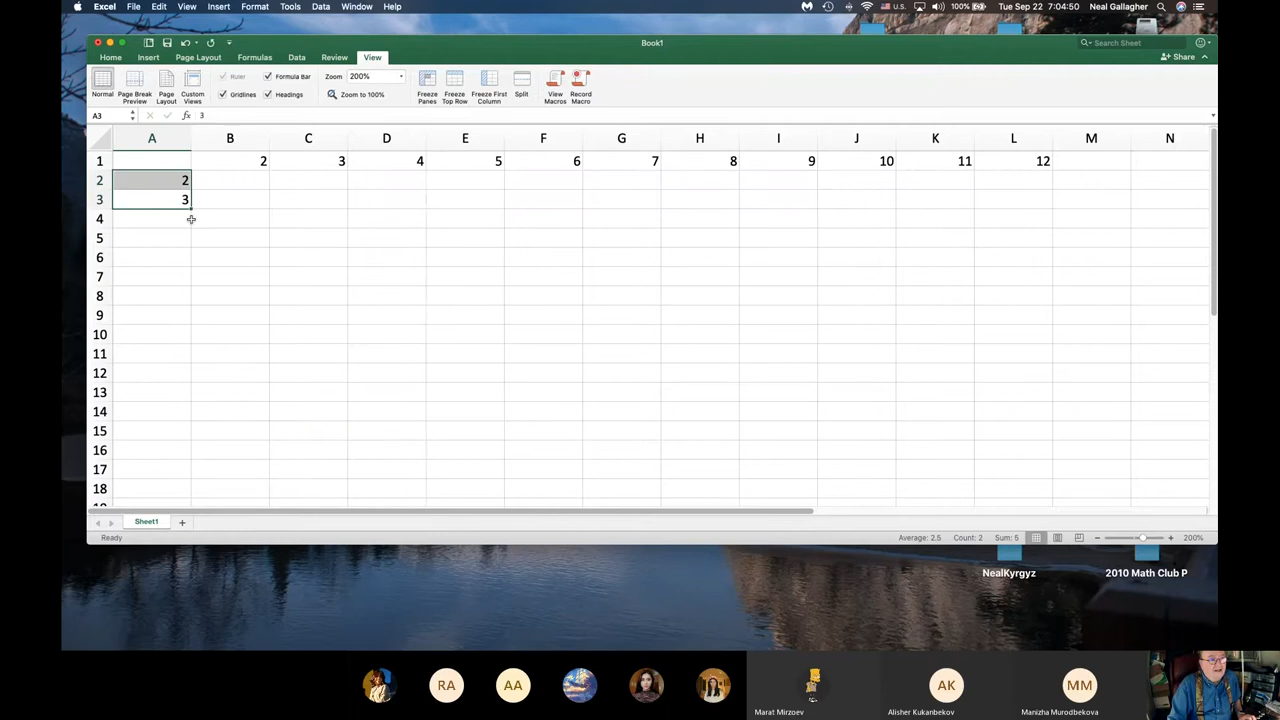 Excel File Edit View Insert Format Tools Data Window Help U.S. 100% Tue Sep 22 7:04:50 Neal Gallagher
Book1
Search Sheet
Home Insert Page Layout Formulas Data Review View
Share
Normal Page Break Preview Page Layout Custom Views
Ruler Formula Bar Zoom 200%
Gridlines Headings Zoom to 100%
Freeze Panes Freeze Top Row Freeze First Column Split View Macros Record Macro
A3 fx 3
A B C D E F G H I J K L M N
1 2 3 4 5 6 7 8 9 10 11 12
2 2
3 3
4
5
6
7
8
9
10
11
12
13
14
15
16
17
18
Sheet1 +
Ready Average: 2.5 Count: 2 Sum: 5 200%
NealKyrgyz 2010 Math Club P
RA AA AK MM
Marat Mirzoev Alisher Kukanbekov Manizha Murodbekova